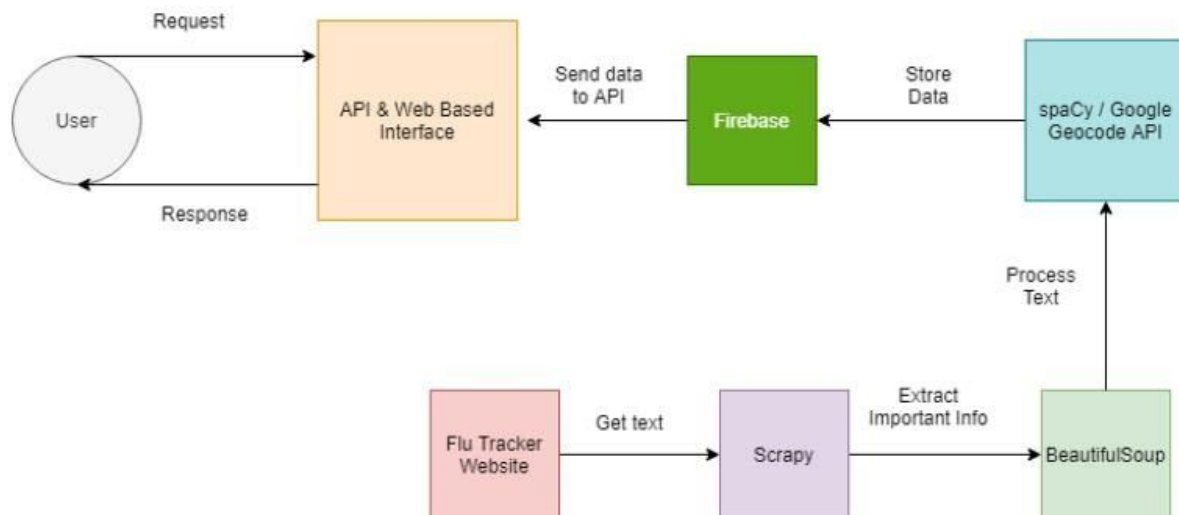 Request
User
API & Web Based
Interface
Response
Send data
to API
Firebase
Store
Data
spaCy / Google
Geocode API
Process
Text
Flu Tracker
Website
Get text
Scrapy
Extract
Important Info
BeautifulSoup